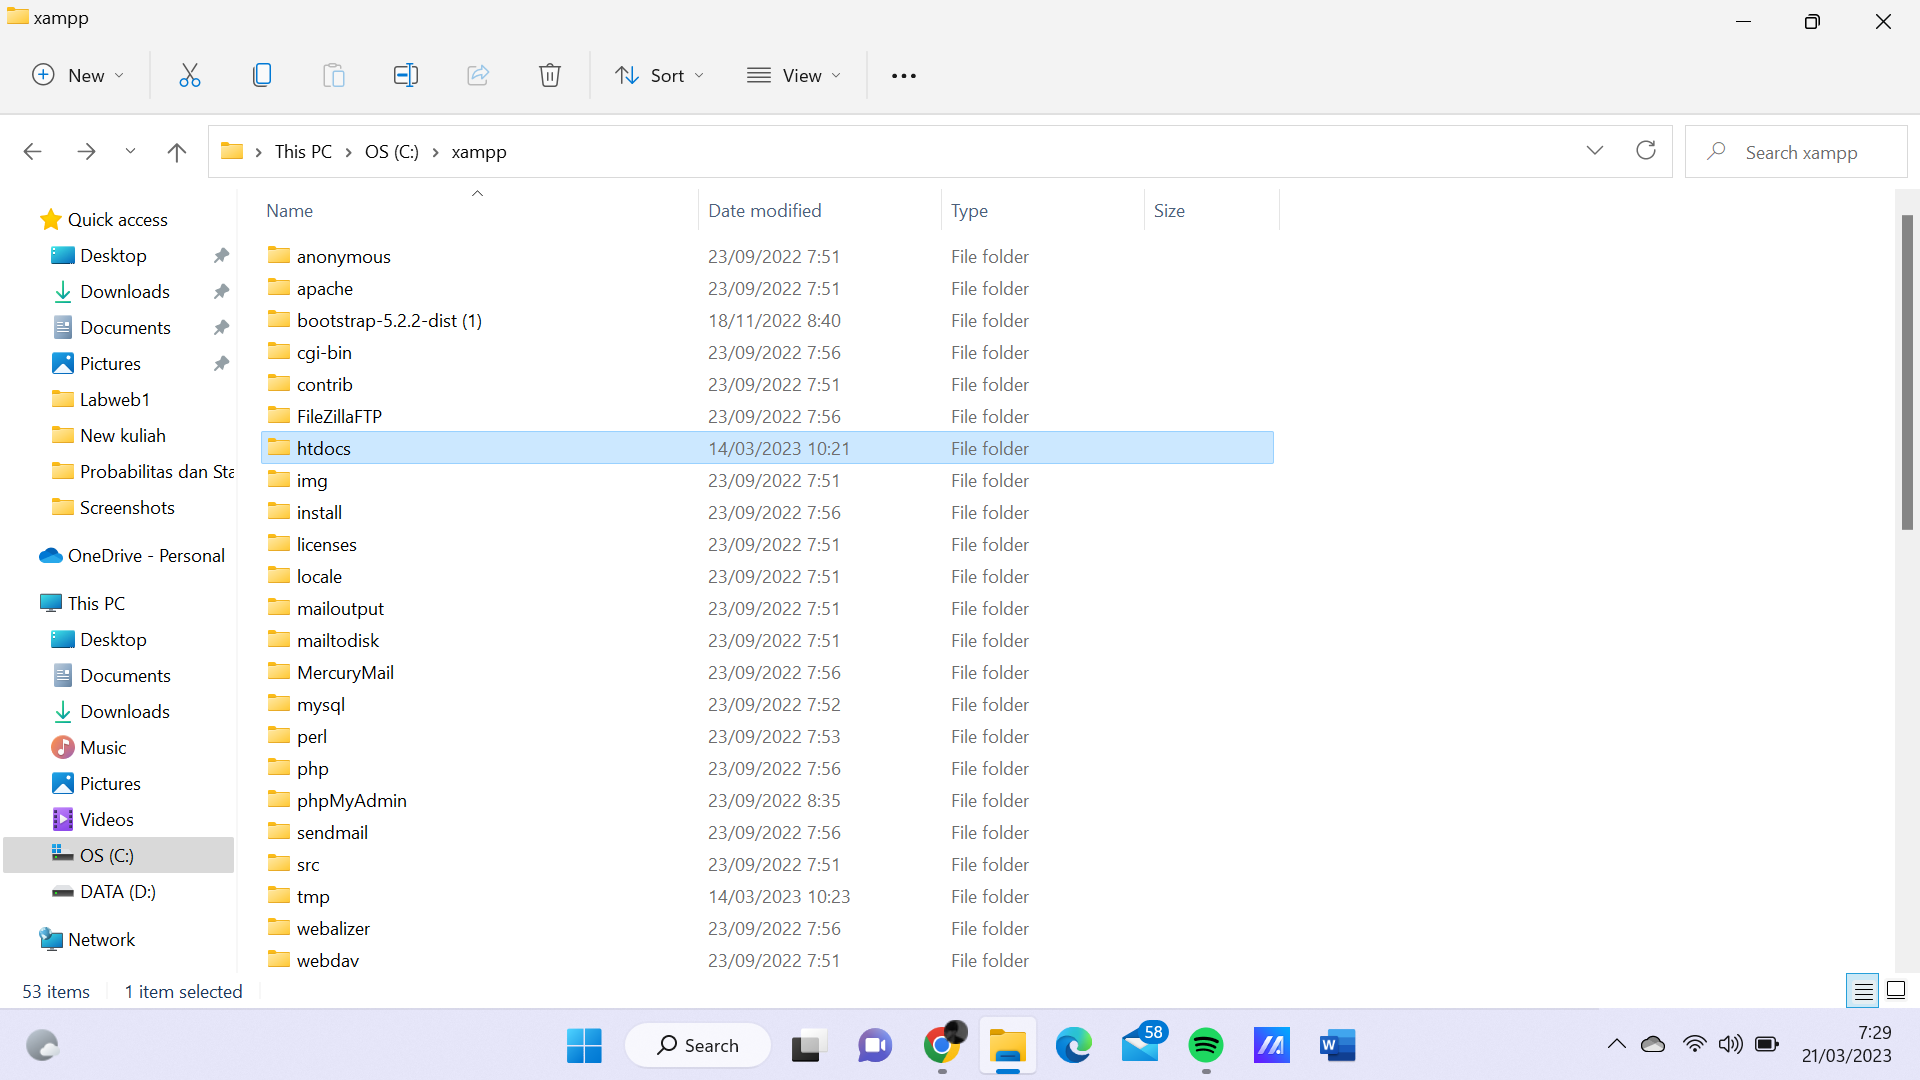 xampp
New
Sort
View
This PC
OS (C:)
xampp
Search xampp
Name
Date modified
Type
Size
Quick access
Desktop
Downloads
Documents
Pictures
Labweb1
New kuliah
Probabilitas dan Sta
Screenshots
OneDrive - Personal
This PC
Desktop
Documents
Downloads
Music
Pictures
Videos
OS (C:)
DATA (D:)
Network
anonymous 23/09/2022 7:51 File folder
apache 23/09/2022 7:51 File folder
bootstrap-5.2.2-dist (1) 18/11/2022 8:40 File folder
cgi-bin 23/09/2022 7:56 File folder
contrib 23/09/2022 7:51 File folder
FileZillaFTP 23/09/2022 7:56 File folder
htdocs 14/03/2023 10:21 File folder
img 23/09/2022 7:51 File folder
install 23/09/2022 7:56 File folder
licenses 23/09/2022 7:51 File folder
locale 23/09/2022 7:51 File folder
mailoutput 23/09/2022 7:51 File folder
mailtodisk 23/09/2022 7:51 File folder
MercuryMail 23/09/2022 7:56 File folder
mysql 23/09/2022 7:52 File folder
perl 23/09/2022 7:53 File folder
php 23/09/2022 7:56 File folder
phpMyAdmin 23/09/2022 8:35 File folder
sendmail 23/09/2022 7:56 File folder
src 23/09/2022 7:51 File folder
tmp 14/03/2023 10:23 File folder
webalizer 23/09/2022 7:56 File folder
webdav 23/09/2022 7:51 File folder
53 items
1 item selected
Search
58
W
7:29
21/03/2023